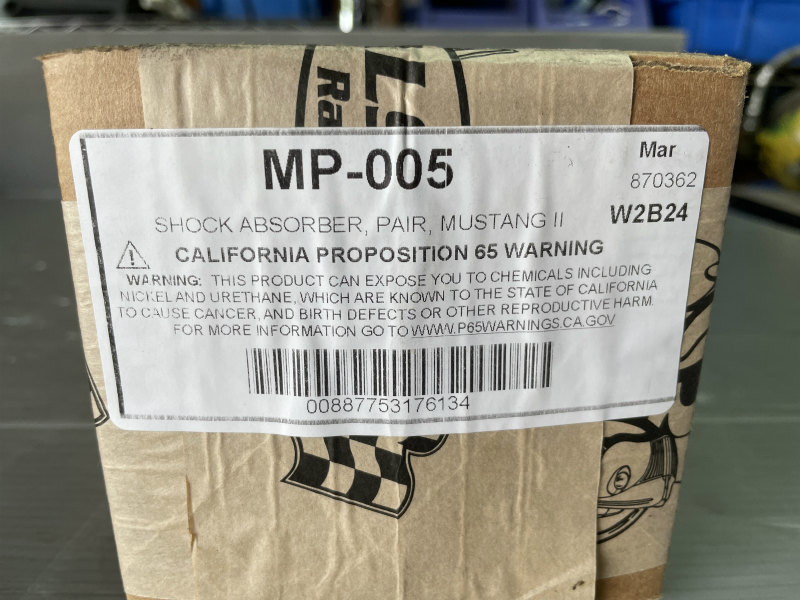 LS
Ra
MP-005
Mar
870362
W2B24
SHOCK ABSORBER, PAIR, MUSTANG II
CALIFORNIA PROPOSITION 65 WARNING
WARNING: THIS PRODUCT CAN EXPOSE YOU TO CHEMICALS INCLUDING
NICKEL AND URETHANE, WHICH ARE KNOWN TO THE STATE OF CALIFORNIA
TO CAUSE CANCER, AND BIRTH DEFECTS OR OTHER REPRODUCTIVE HARM.
FOR MORE INFORMATION GO TO WWW.P65WARNINGS.CA.GOV
00887753176134